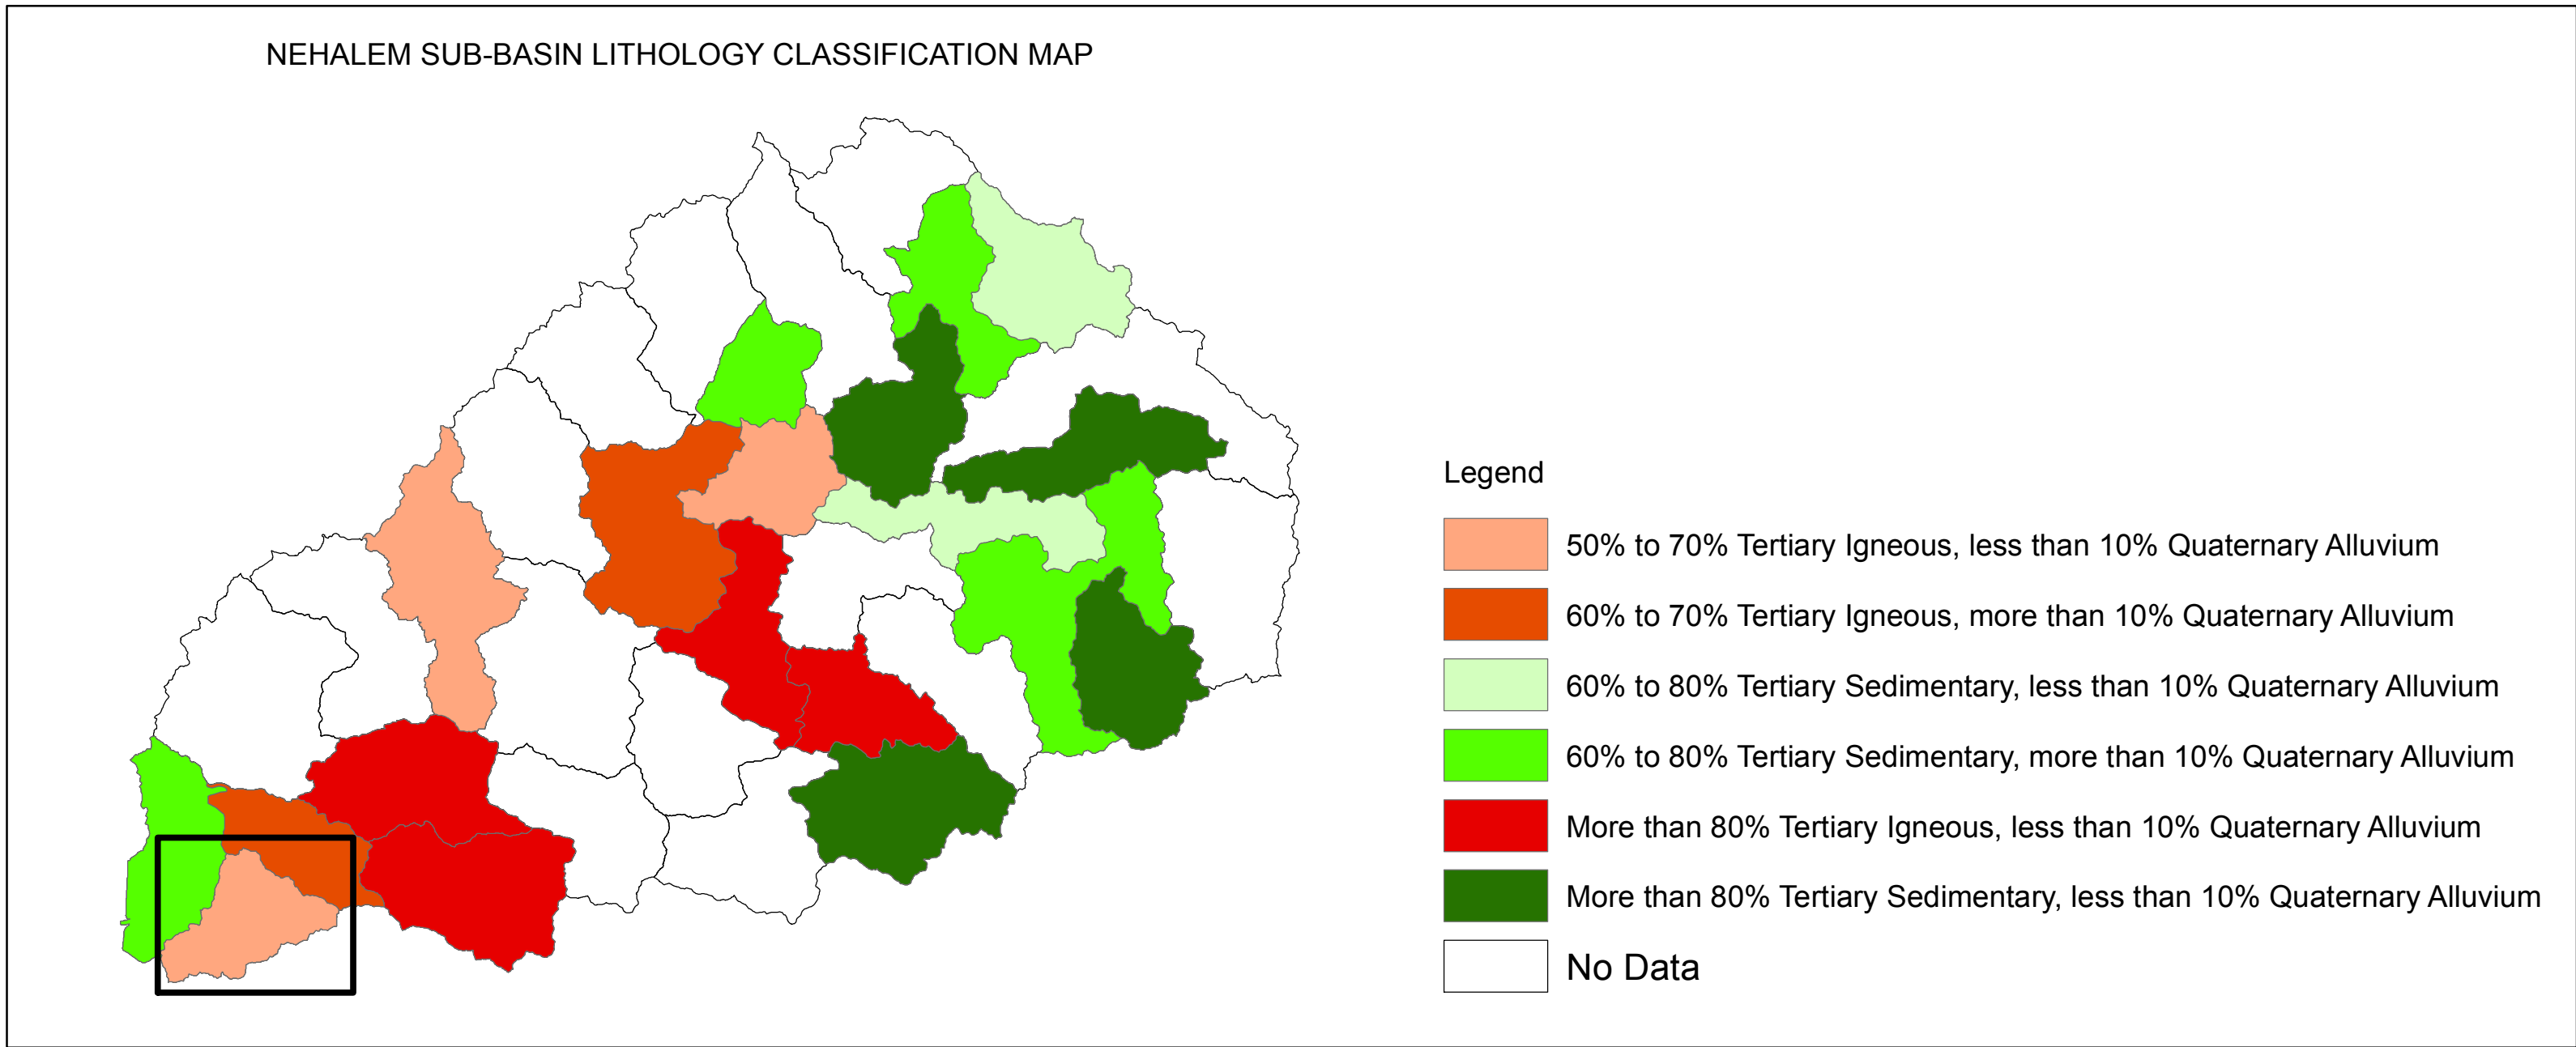 NEHALEM SUB-BASIN LITHOLOGY CLASSIFICATION MAP
Legend
50% to 70% Tertiary Igneous, less than 10% Quaternary Alluvium
60% to 70% Tertiary Igneous, more than 10% Quaternary Alluvium
60% to 80% Tertiary Sedimentary, less than 10% Quaternary Alluvium
60% to 80% Tertiary Sedimentary, more than 10% Quaternary Alluvium
More than 80% Tertiary Igneous, less than 10% Quaternary Alluvium
More than 80% Tertiary Sedimentary, less than 10% Quaternary Alluvium
No Data